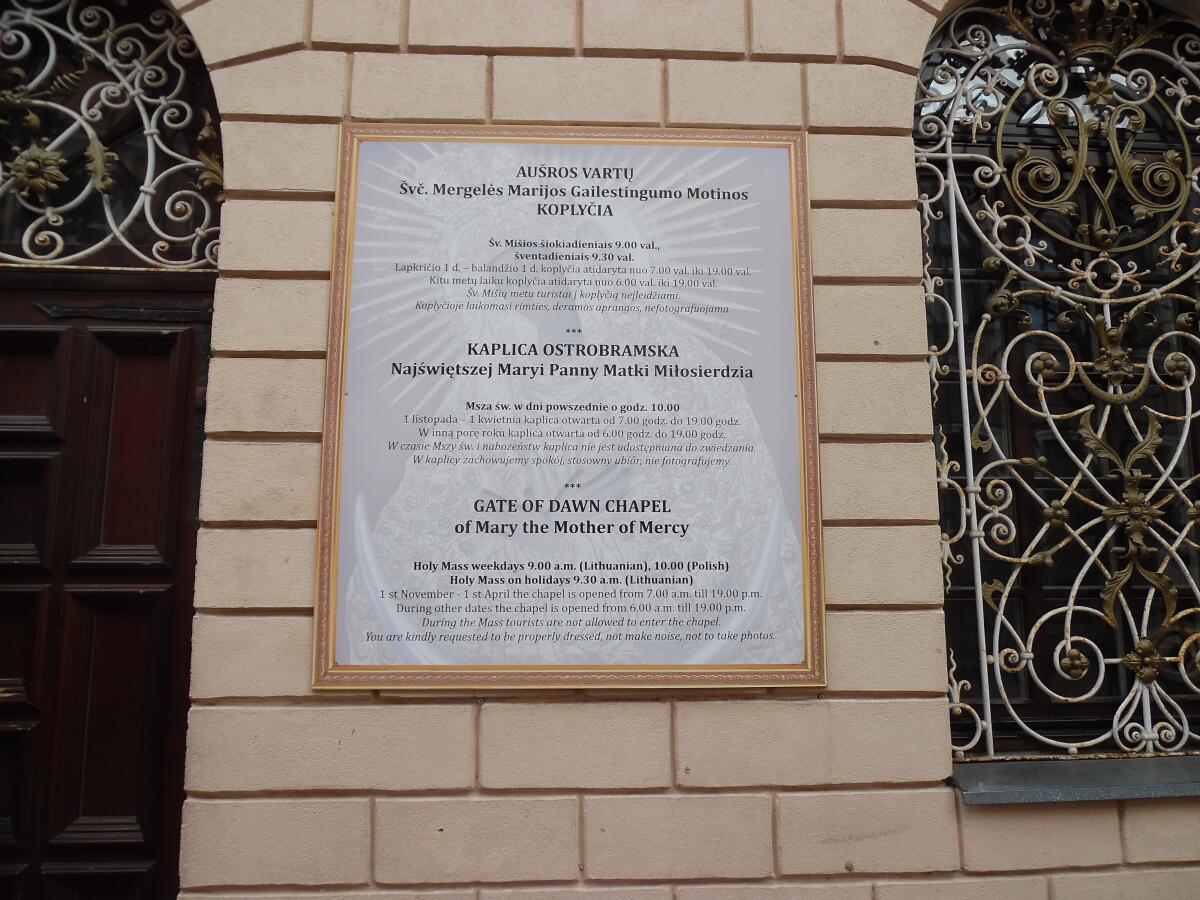 AUŠROS VARTŲ
Švč. Mergelės Marijos Gailestingumo Motinos
KOPLYČIA
Šv. Mišios šiokiadieniais 9.00 val.,
šventadieniais 9.30 val.
Lapkričio 1 d. – balandžio 1 d. koplyčia atidaryta nuo 7.00 val. iki 19.00 val.
Kitu metų laiku koplyčia atidaryta nuo 6.00 val. iki 19.00 val.
Šv. Mišių metu turistai į koplyčią neįleidžiami.
Koplyčioje laikomasi rimties, deramos aprangos, nefotografuojama.
***
KAPLICA OSTROBRAMSKA
Najświętszej Maryi Panny Matki Miłosierdzia
Msza św. w dni powszednie o godz. 10.00
1 listopada – 1 kwietnia kaplica otwarta od 7.00 godz. do 19.00 godz.
W inną porę roku kaplica otwarta od 6.00 godz. do 19.00 godz.
W czasie Mszy św. i nabożeństw kaplica nie jest udostępniana do zwiedzania.
W kaplicy zachowujemy spokój, stosowny ubiór, nie fotografujemy.
***
GATE OF DAWN CHAPEL
of Mary the Mother of Mercy
Holy Mass weekdays 9.00 a.m. (Lithuanian), 10.00 (Polish)
Holy Mass on holidays 9.30 a.m. (Lithuanian)
1 st November - 1 st April the chapel is opened from 7.00 a.m. till 19.00 p.m.
During other dates the chapel is opened from 6.00 a.m. till 19.00 p.m.
During the Mass tourists are not allowed to enter the chapel.
You are kindly requested to be properly dressed, not make noise, not to take photos.